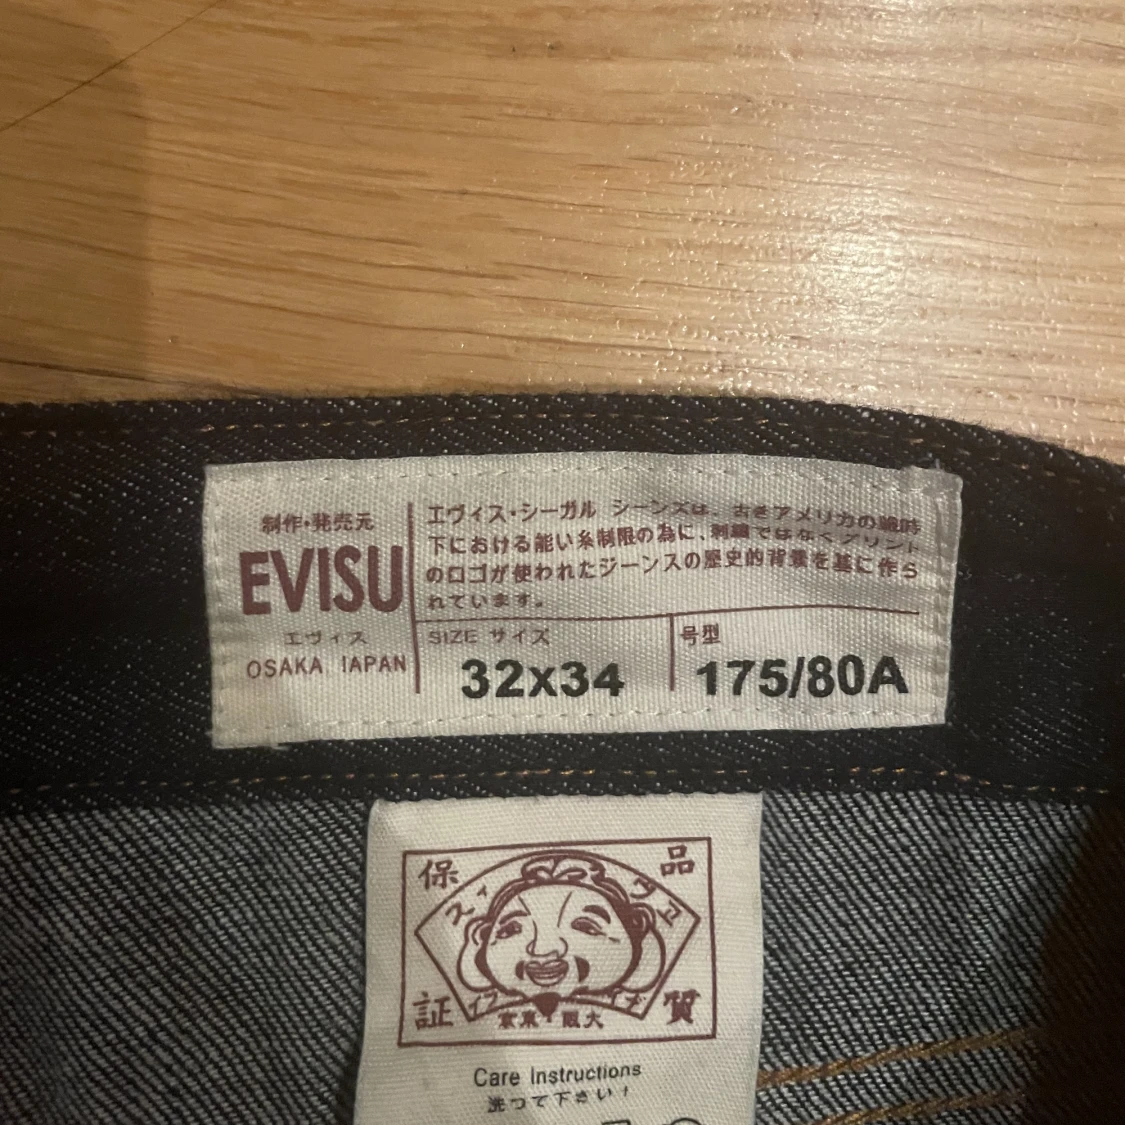 制作・発売元
EVISU
エヴィス
OSAKA JAPAN
エヴィス・シーガル シーンズは、古きアメリカの戦時
下における能い糸制限の為に、刺繍ではなくプリント
のロゴが使われたジーンスの歴史的背景を基に作ら
れています。
SIZE サイズ
32x34
号型
175/80A
保 品
証 質
Care Instructions
洗って下さい!